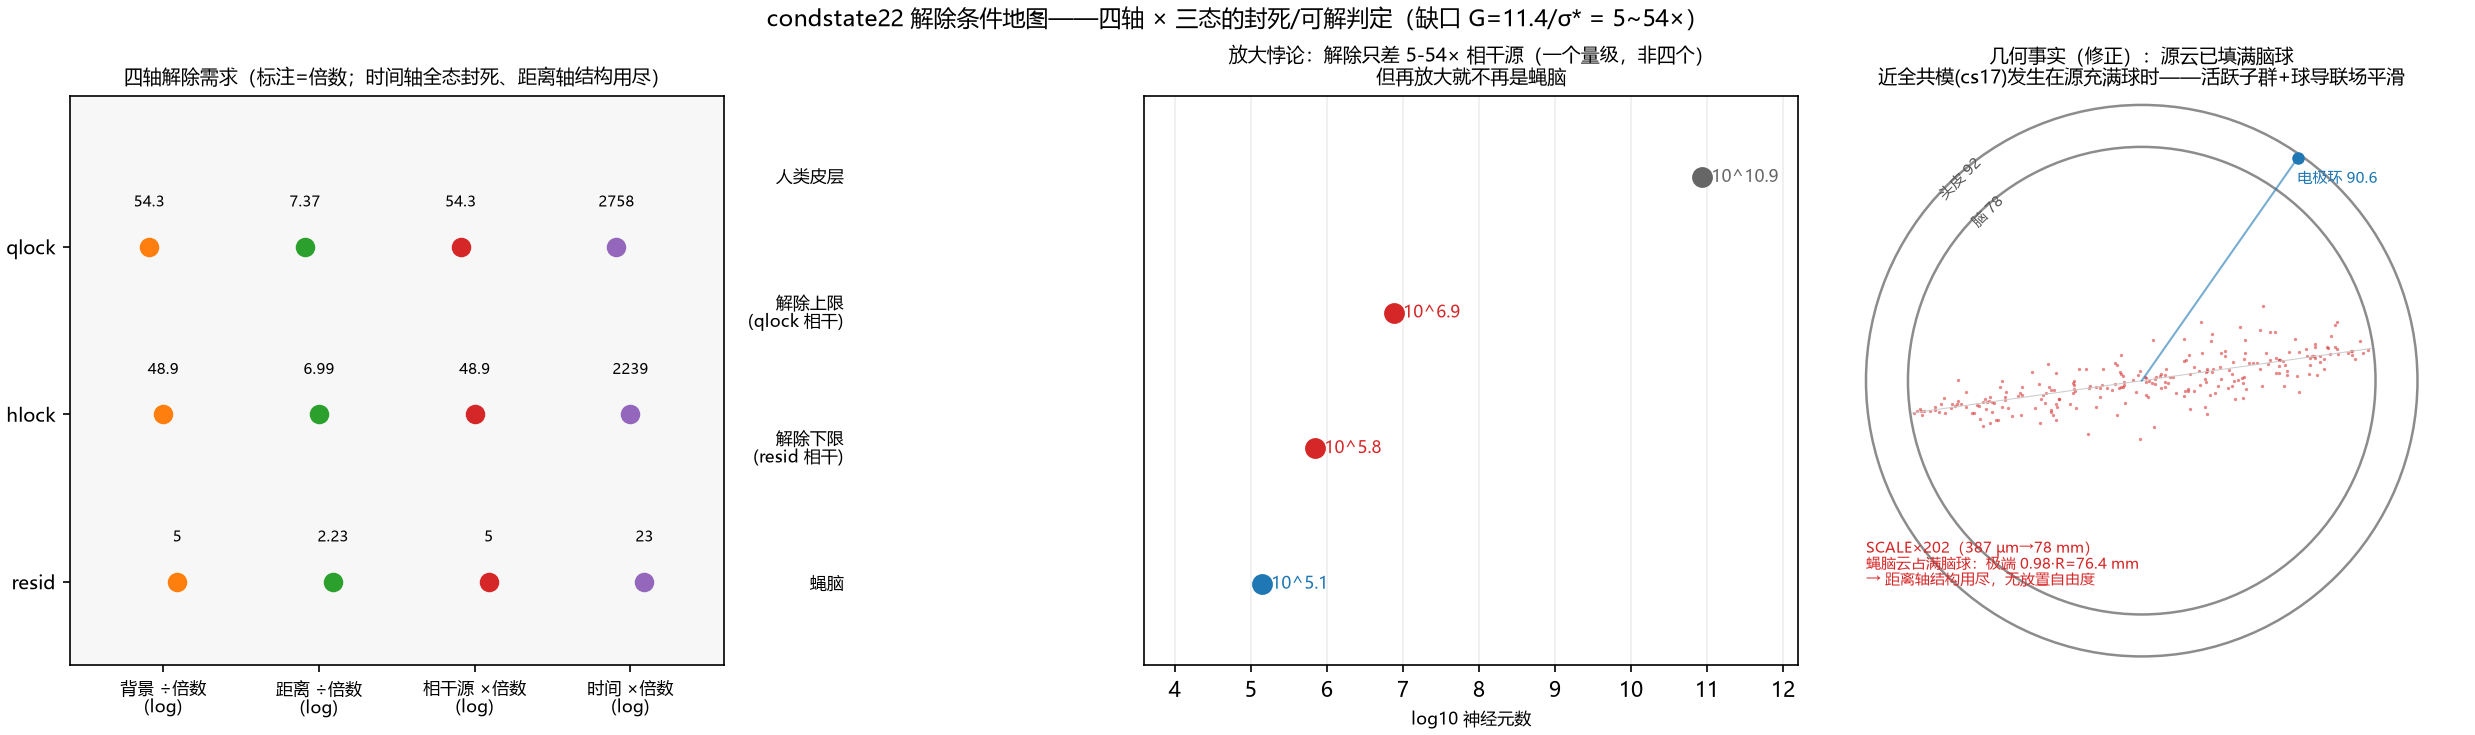 condstate22 解除条件地图——四轴 × 三态的封死/可解判定（缺口 G=11.4/σ* = 5~54×）
四轴解除需求（标注=倍数；时间轴全态封死、距离轴结构用尽）
qlock
54.3
7.37
54.3
2758
hlock
48.9
6.99
48.9
2239
resid
5
2.23
5
23
背景 ÷倍数
(log)
距离 ÷倍数
(log)
相干源 ×倍数
(log)
时间 ×倍数
(log)
放大悖论：解除只差 5-54× 相干源（一个量级，非四个）
但再放大就不再是蝇脑
人类皮层
10^10.9
解除上限
(qlock 相干)
10^6.9
解除下限
(resid 相干)
10^5.8
蝇脑
10^5.1
4
5
6
7
8
9
10
11
12
log10 神经元数
几何事实（修正）：源云已填满脑球
近全共模(cs17)发生在源充满球时——活跃子群+球导联场平滑
头皮 92
脑 78
电极环 90.6
SCALE×202（387 μm→78 mm）
蝇脑云占满脑球：极端 0.98·R=76.4 mm
→ 距离轴结构用尽，无放置自由度